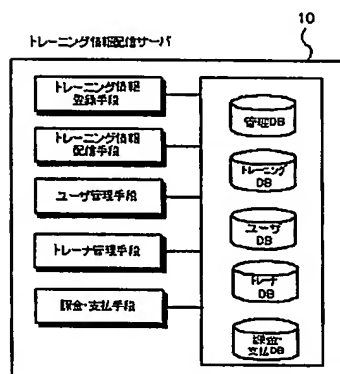 10
トレーニング情報配信サーバ
トレーニング情報
登録手段
トレーニング情報
配信手段
ユーザ管理手段
トレーナ管理手段
課金・支払手段
管理DB
トレーニング
DB
ユーザ
DB
トレーナ
DB
課金・
支払DB